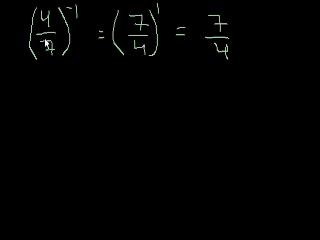 (4/7)^-1 = (7/4)^1 = 7/4